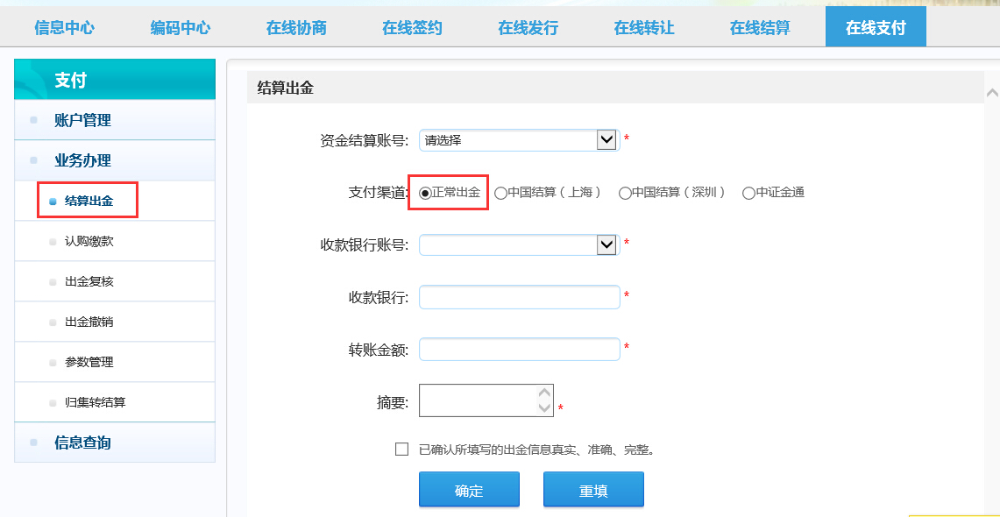 信息中心 编码中心 在线协商 在线签约 在线发行 在线转让 在线结算 在线支付
支付
账户管理
业务办理
结算出金
认购缴款
出金复核
出金撤销
参数管理
归集转结算
信息查询
结算出金
资金结算账号: 请选择 *
支付渠道: 正常出金 中国结算（上海） 中国结算（深圳） 中证金通
收款银行账号: *
收款银行: *
转账金额: *
摘要: *
已确认所填写的出金信息真实、准确、完整。
确定 重填